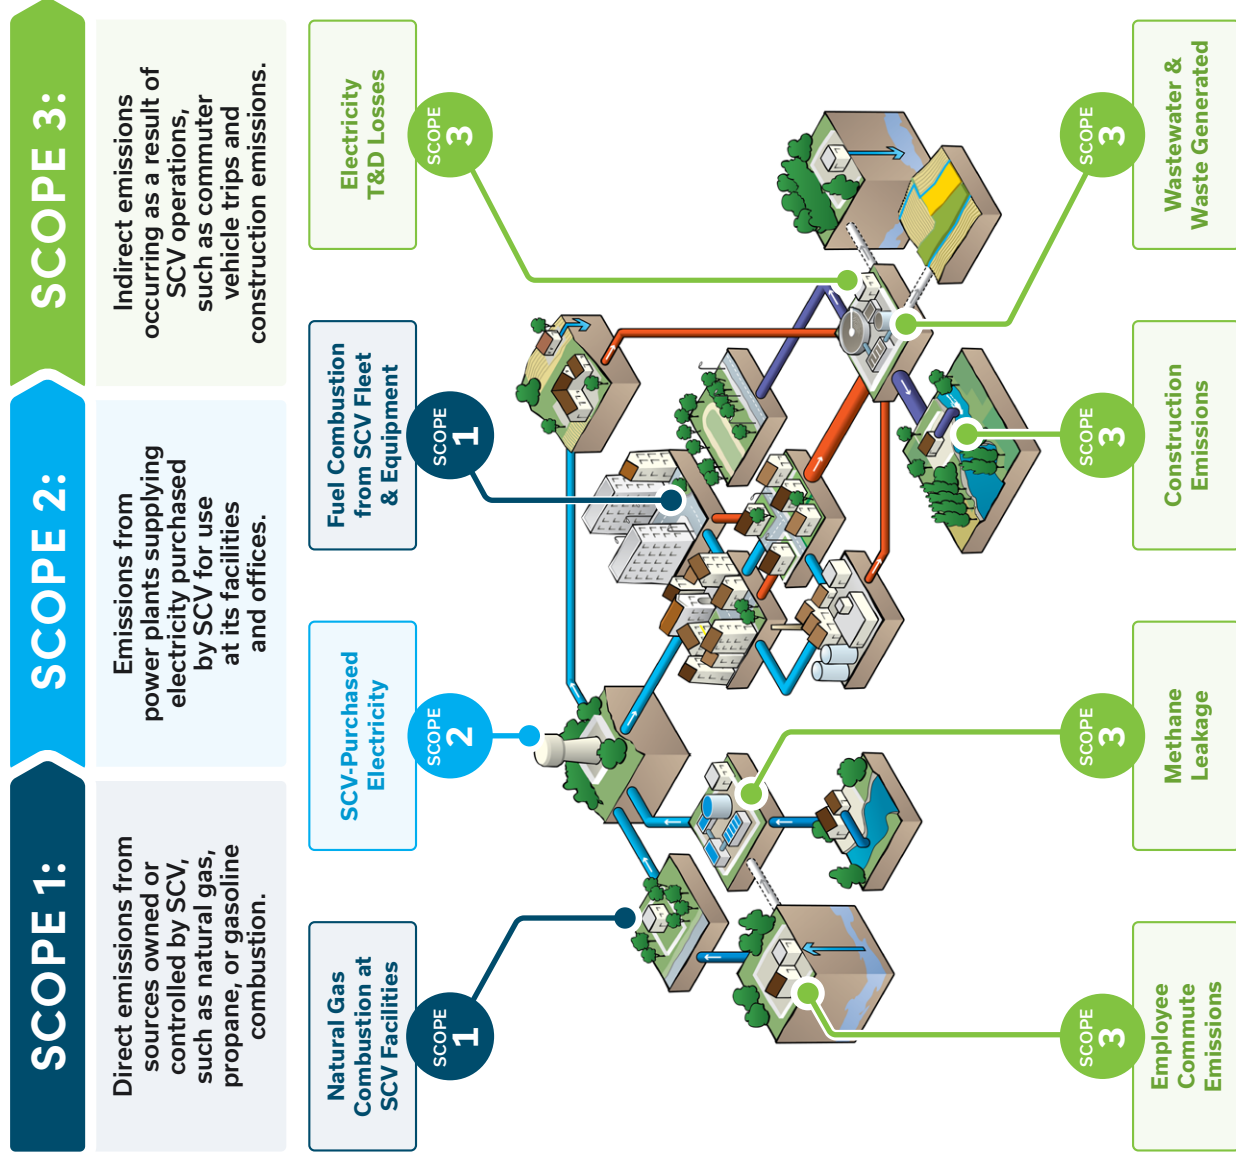 SCOPE 1:
Direct emissions from
sources owned or
controlled by SCV,
such as natural gas,
propane, or gasoline
combustion.
SCOPE 2:
Emissions from
power plants supplying
electricity purchased
by SCV for use
at its facilities
and offices.
SCOPE 3:
Indirect emissions
occurring as a result of
SCV operations,
such as commuter
vehicle trips and
construction emissions.
Natural Gas
Combustion at
SCV Facilities
SCOPE
1
SCV-Purchased
Electricity
SCOPE
2
Fuel Combustion
from SCV Fleet
& Equipment
SCOPE
1
Electricity
T&D Losses
SCOPE
3
SCOPE
3
Employee
Commute
Emissions
SCOPE
3
Methane
Leakage
SCOPE
3
Construction
Emissions
SCOPE
3
Wastewater &
Waste Generated